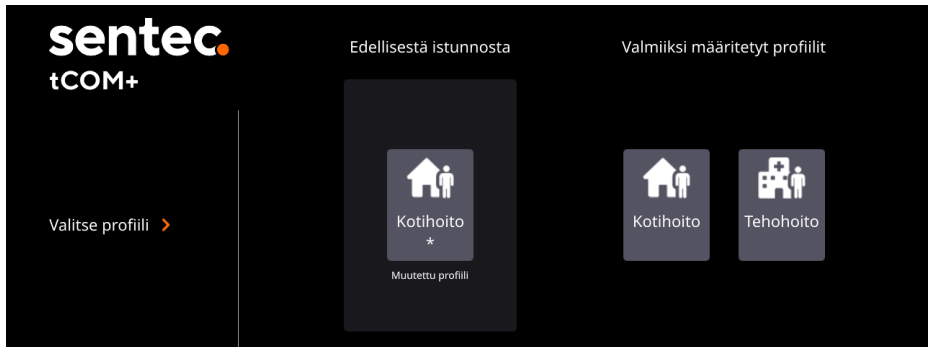 sentec.
tCOM+
Valitse profiili
Edellisestä istunnosta
Kotihoito
*
Muutettu profiili
Valmiiksi määritetyt profiilit
Kotihoito
Tehohoito